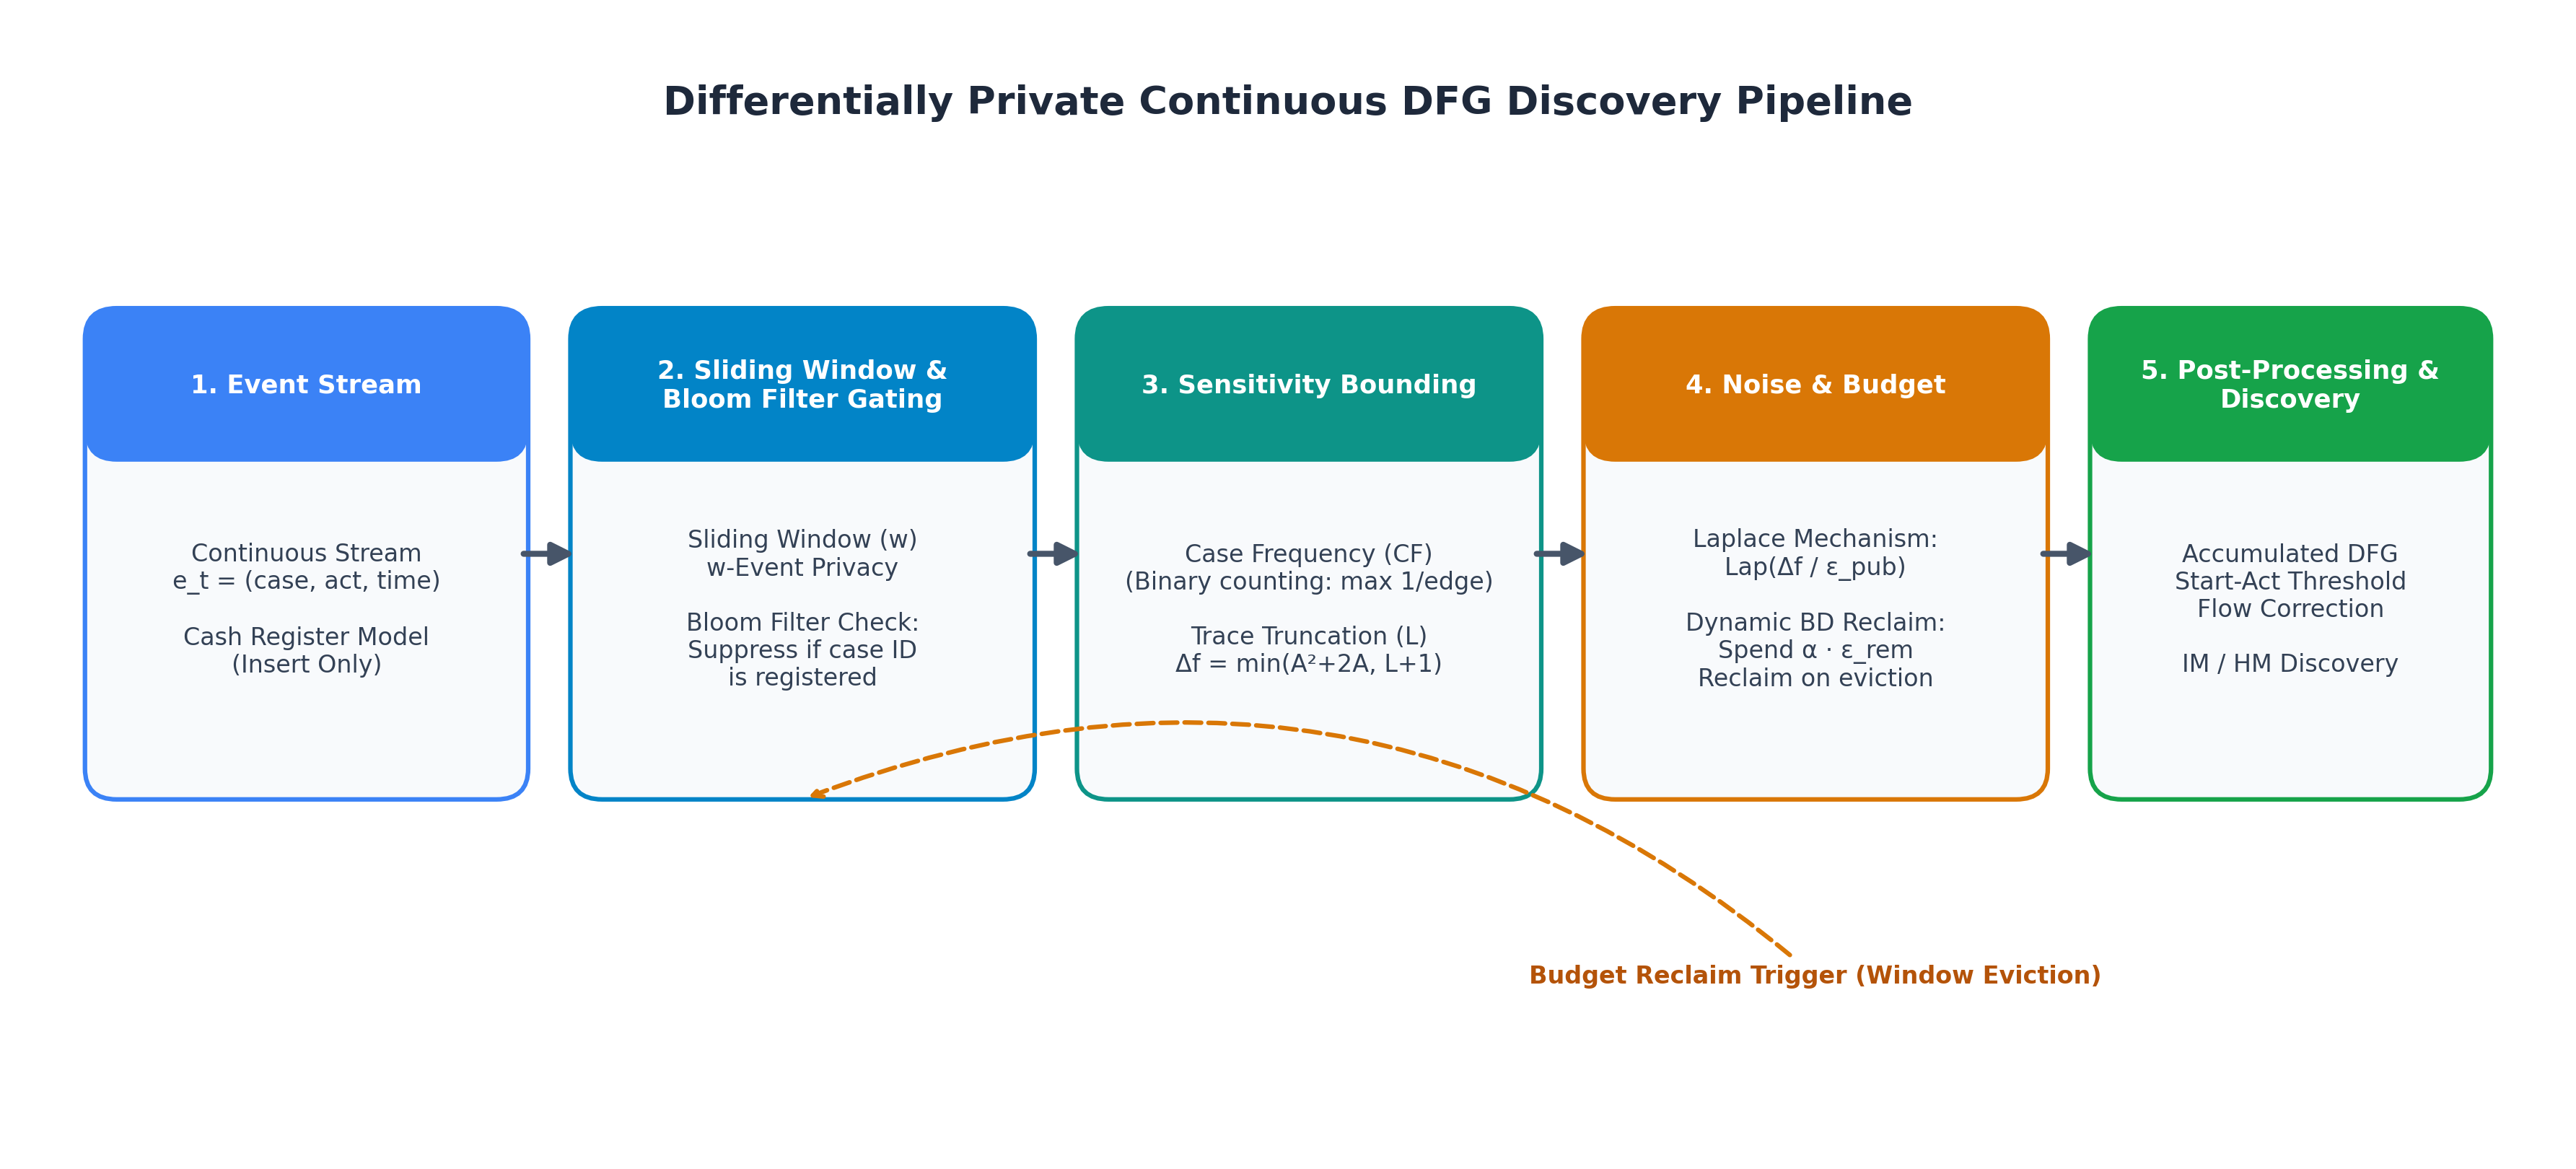 Differentially Private Continuous DFG Discovery Pipeline
1. Event Stream
Continuous Stream
e_t = (case, act, time)
Cash Register Model
(Insert Only)
2. Sliding Window &
Bloom Filter Gating
Sliding Window (w)
w-Event Privacy
Bloom Filter Check:
Suppress if case ID
is registered
3. Sensitivity Bounding
Case Frequency (CF)
(Binary counting: max 1/edge)
Trace Truncation (L)
Δf = min(A²+2A, L+1)
4. Noise & Budget
Laplace Mechanism:
Lap(Δf / ε_pub)
Dynamic BD Reclaim:
Spend α · ε_rem
Reclaim on eviction
5. Post-Processing &
Discovery
Accumulated DFG
Start-Act Threshold
Flow Correction
IM / HM Discovery
Budget Reclaim Trigger (Window Eviction)